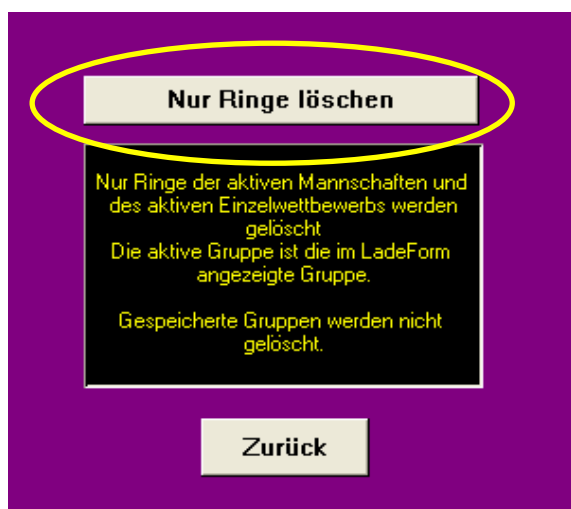 Nur Ringe löschen
Nur Ringe der aktiven Mannschaften und
des aktiven Einzelwettbewerbs werden
gelöscht
Die aktive Gruppe ist die im LadeForm
angezeigte Gruppe.
Gespeicherte Gruppen werden nicht
gelöscht.
Zurück